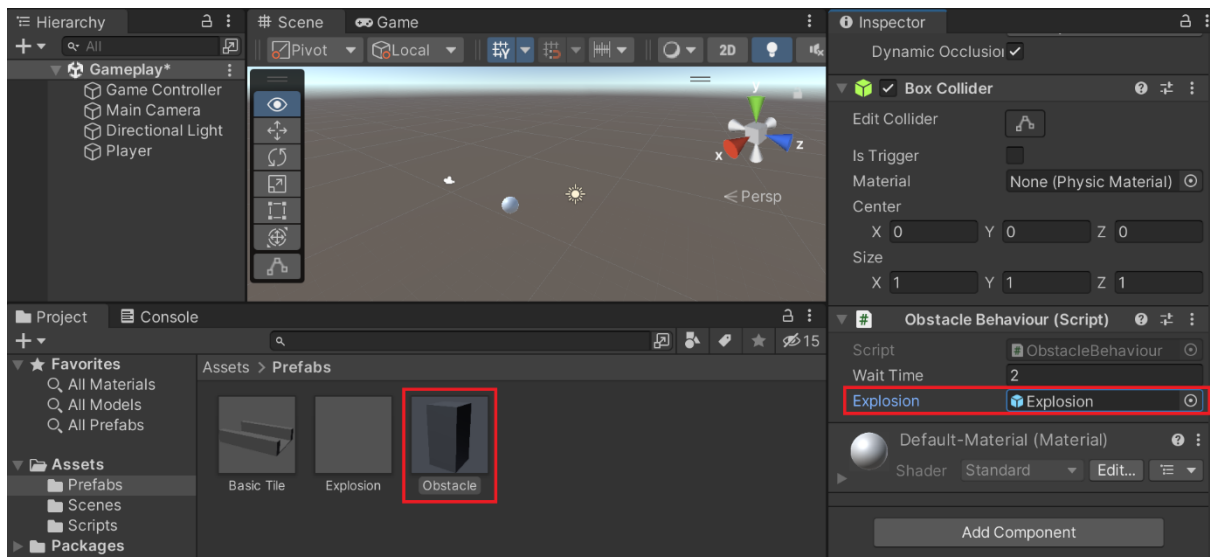 Hierarchy
All
Gameplay*
Game Controller
Main Camera
Directional Light
Player
Scene
Game
Pivot
Local
2D
y
x
z
Persp
Project
Console
15
Favorites
All Materials
All Models
All Prefabs
Assets
Prefabs
Scenes
Scripts
Packages
Assets > Prefabs
Basic Tile
Explosion
Obstacle
Inspector
Dynamic Occlusion
Box Collider
Edit Collider
Is Trigger
Material None (Physic Material)
Center
X 0 Y 0 Z 0
Size
X 1 Y 1 Z 1
# Obstacle Behaviour (Script)
Script ObstacleBehaviour
Wait Time 2
Explosion Explosion
Default-Material (Material)
Shader Standard Edit...
Add Component